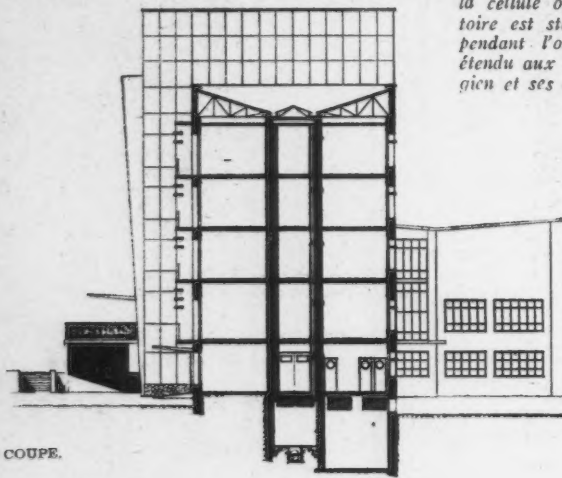 la cellule o
toire est st
pendant l'o
étendu aux
gien et ses
COUPE.